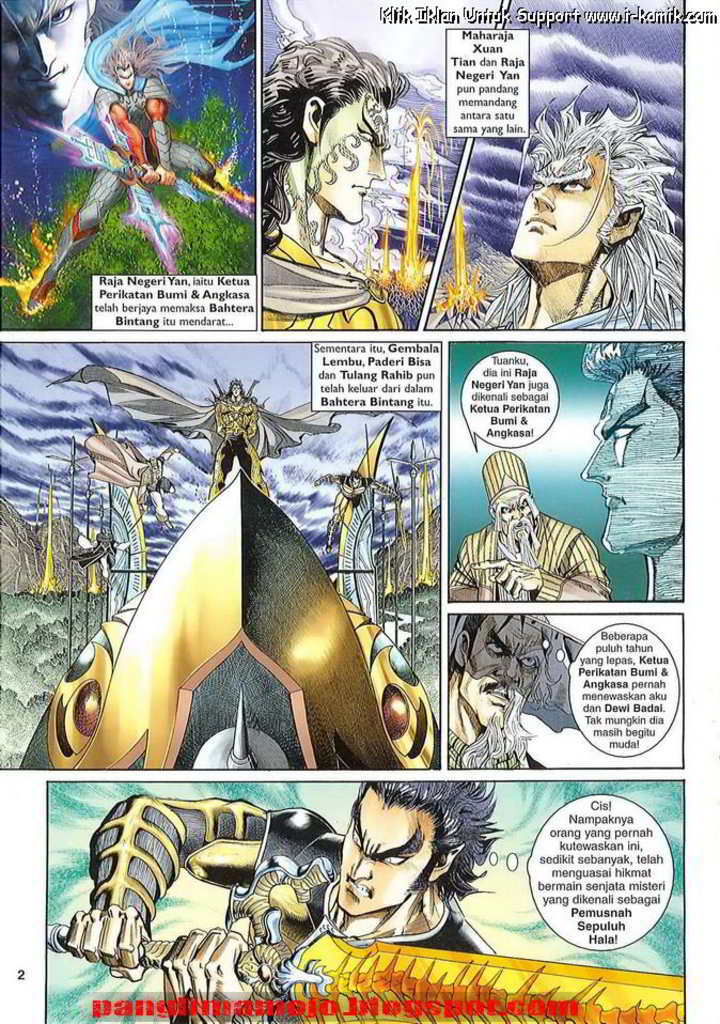 Klik Iklan Untuk Support www.i-komik.com
Raja Negeri Yan, iaitu Ketua
Perikatan Bumi & Angkasa
telah berjaya memaksa Bahtera
Bintang itu mendarat...
Maharaja
Xuan
Tian dan Raja
Negeri Yan
pun pandang
memandang
antara satu
sama yang lain.
Sementara itu, Gembala
Lembu, Paderi Bisa
dan Tulang Rahib pun
telah keluar dari dalam
Bahtera Bintang itu.
Tuanku,
dia ini Raja
Negeri Yan juga
dikenali sebagai
Ketua Perikatan
Bumi &
Angkasa!
Beberapa
puluh tahun
yang lepas, Ketua
Perikatan Bumi &
Angkasa pernah
menewaskan aku
dan Dewi Badai.
Tak mungkin dia
masih begitu
muda!
Cis!
Nampaknya
orang yang pernah
kutewaskan ini,
sedikit sebanyak, telah
menguasai hikmat
bermain senjata misteri
yang dikenali sebagai
Pemusnah
Sepuluh
Hala!
2
panglimamojo.blogspot.com